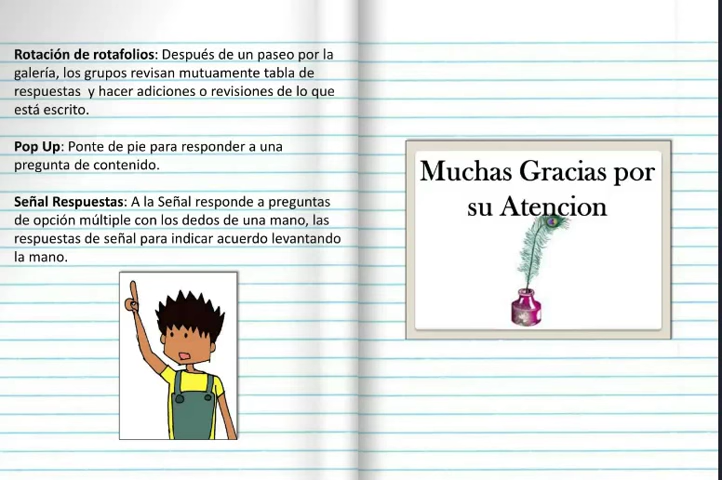 Rotación de rotafolios: Después de un paseo por la
galería, los grupos revisan mutuamente tabla de
respuestas y hacer adiciones o revisiones de lo que
está escrito.
Pop Up: Ponte de pie para responder a una
pregunta de contenido.
Señal Respuestas: A la Señal responde a preguntas
de opción múltiple con los dedos de una mano, las
respuestas de señal para indicar acuerdo levantando
la mano.
Muchas Gracias por
su Atencion